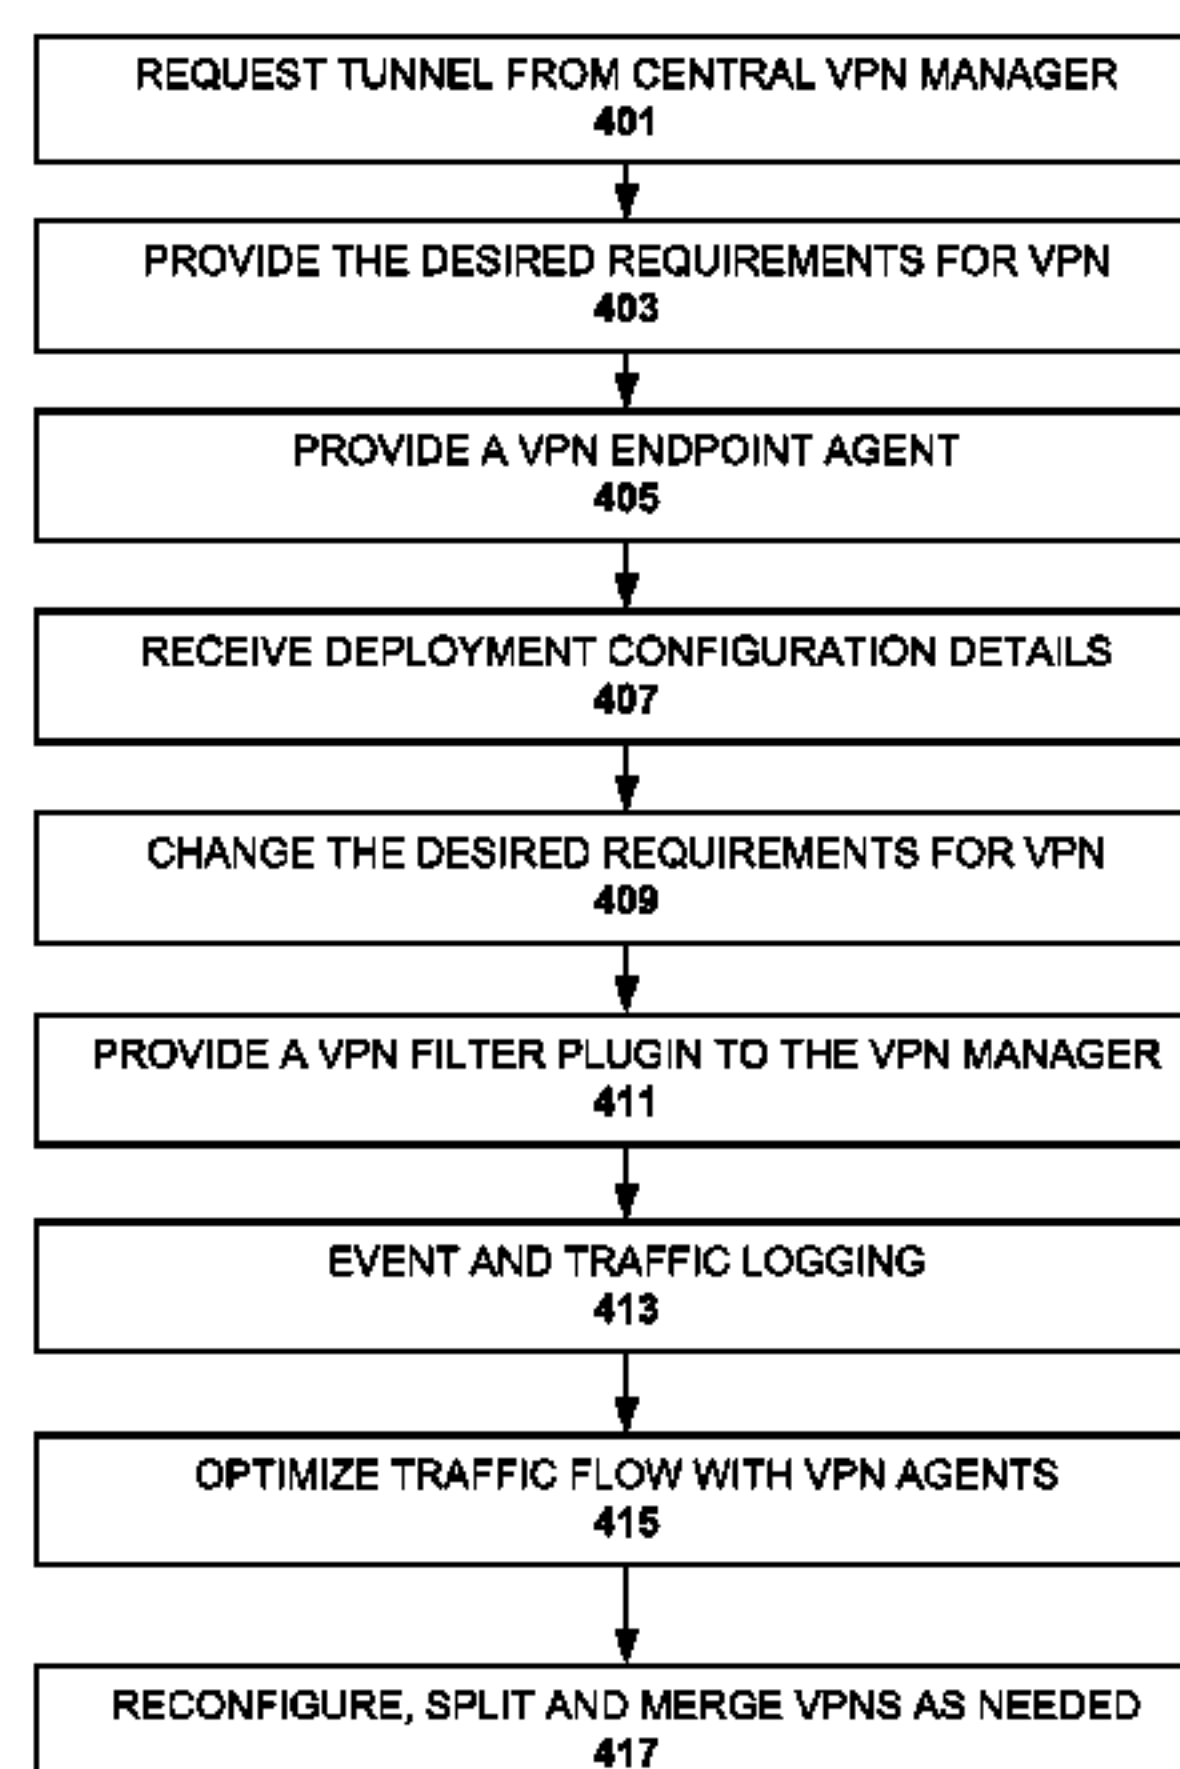 REQUEST TUNNEL FROM CENTRAL VPN MANAGER
401
PROVIDE THE DESIRED REQUIREMENTS FOR VPN
403
PROVIDE A VPN ENDPOINT AGENT
405
RECEIVE DEPLOYMENT CONFIGURATION DETAILS
407
CHANGE THE DESIRED REQUIREMENTS FOR VPN
409
PROVIDE A VPN FILTER PLUGIN TO THE VPN MANAGER
411
EVENT AND TRAFFIC LOGGING
413
OPTIMIZE TRAFFIC FLOW WITH VPN AGENTS
415
RECONFIGURE, SPLIT AND MERGE VPNS AS NEEDED
417